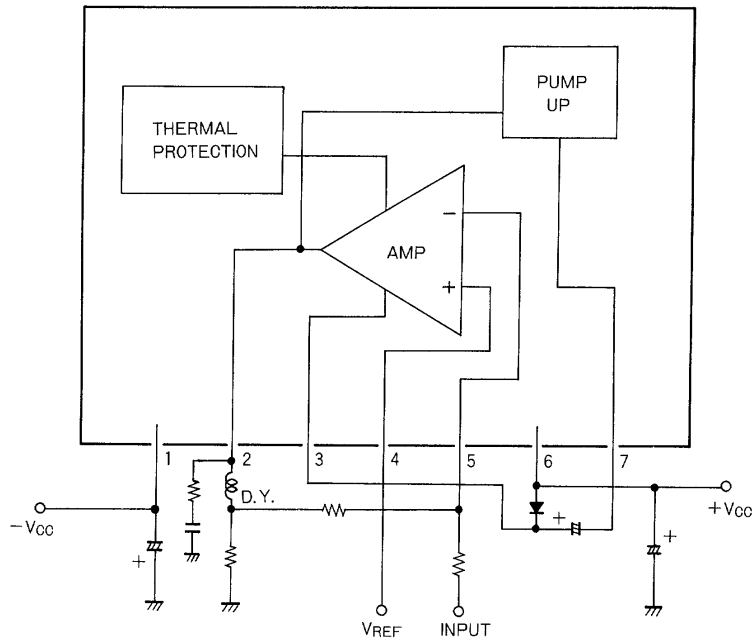 PUMP
UP
THERMAL
PROTECTION
−
AMP
+
1 2 3 4 5 6 7
D.Y.
−VCC
+
+
+
+VCC
VREF
INPUT